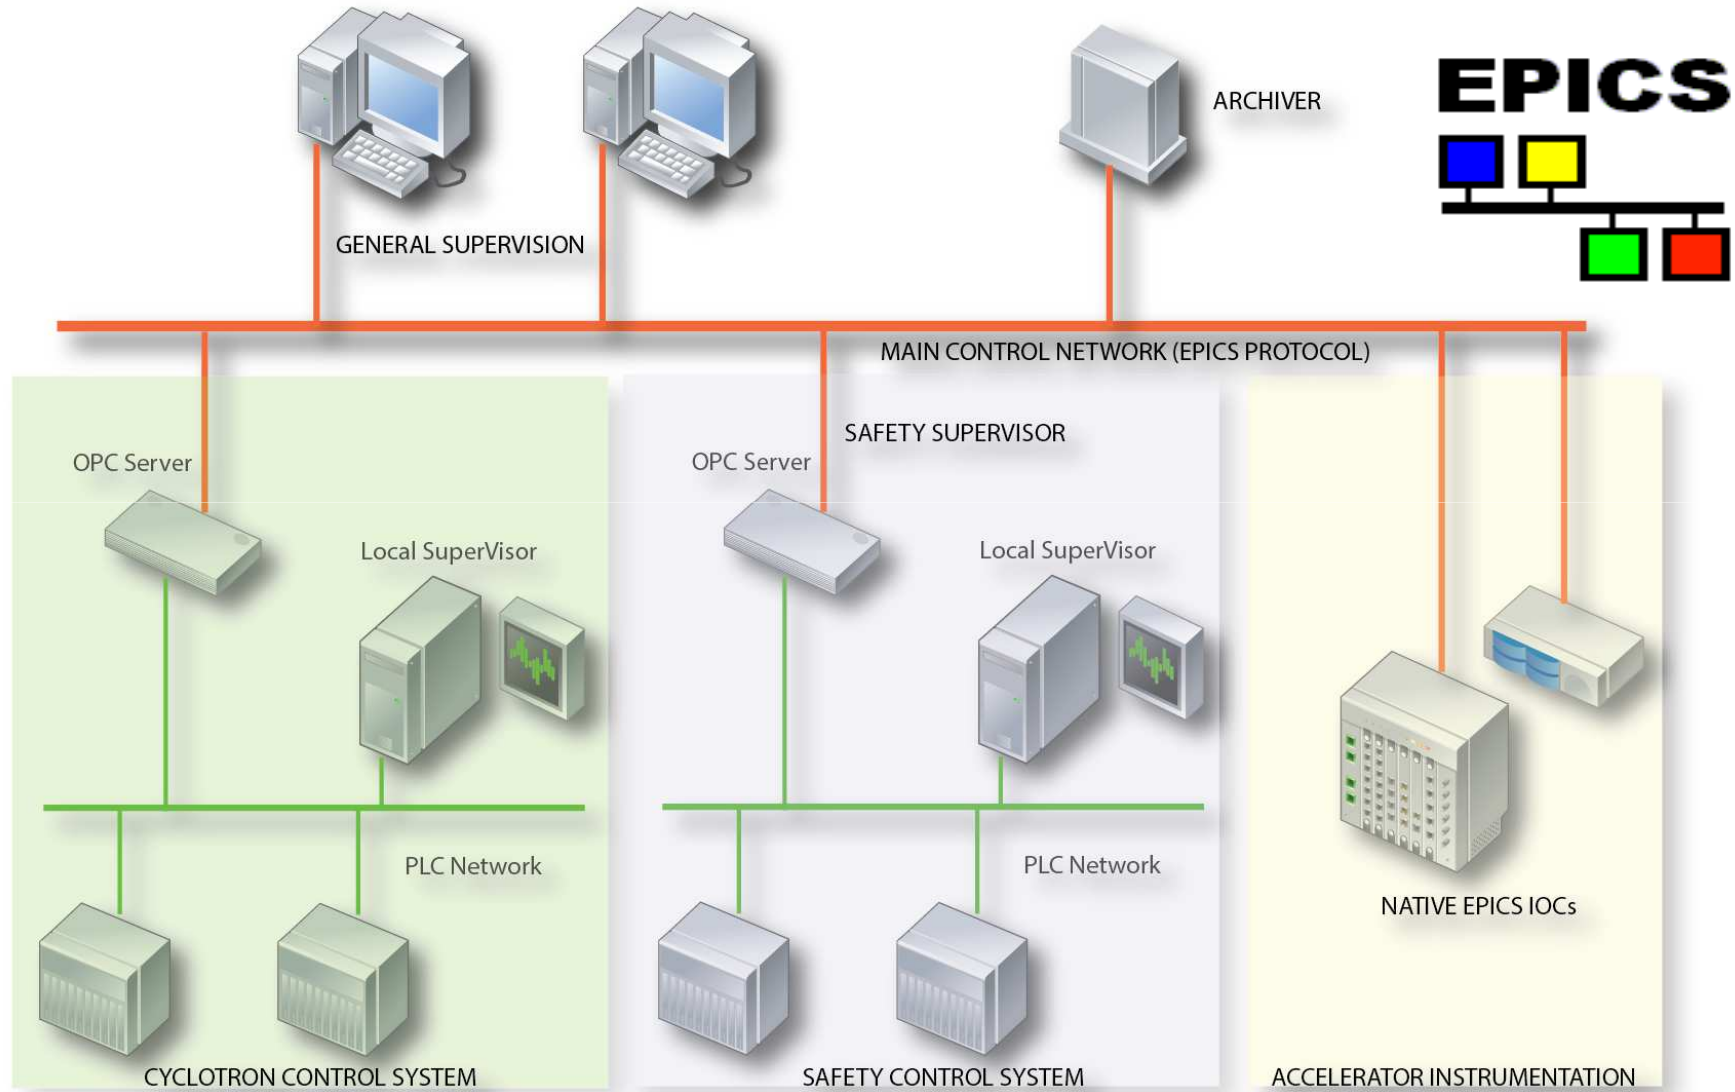 EPICS
ARCHIVER
GENERAL SUPERVISION
MAIN CONTROL NETWORK (EPICS PROTOCOL)
SAFETY SUPERVISOR
OPC Server
OPC Server
Local SuperVisor
Local SuperVisor
PLC Network
PLC Network
NATIVE EPICS IOCs
CYCLOTRON CONTROL SYSTEM
SAFETY CONTROL SYSTEM
ACCELERATOR INSTRUMENTATION